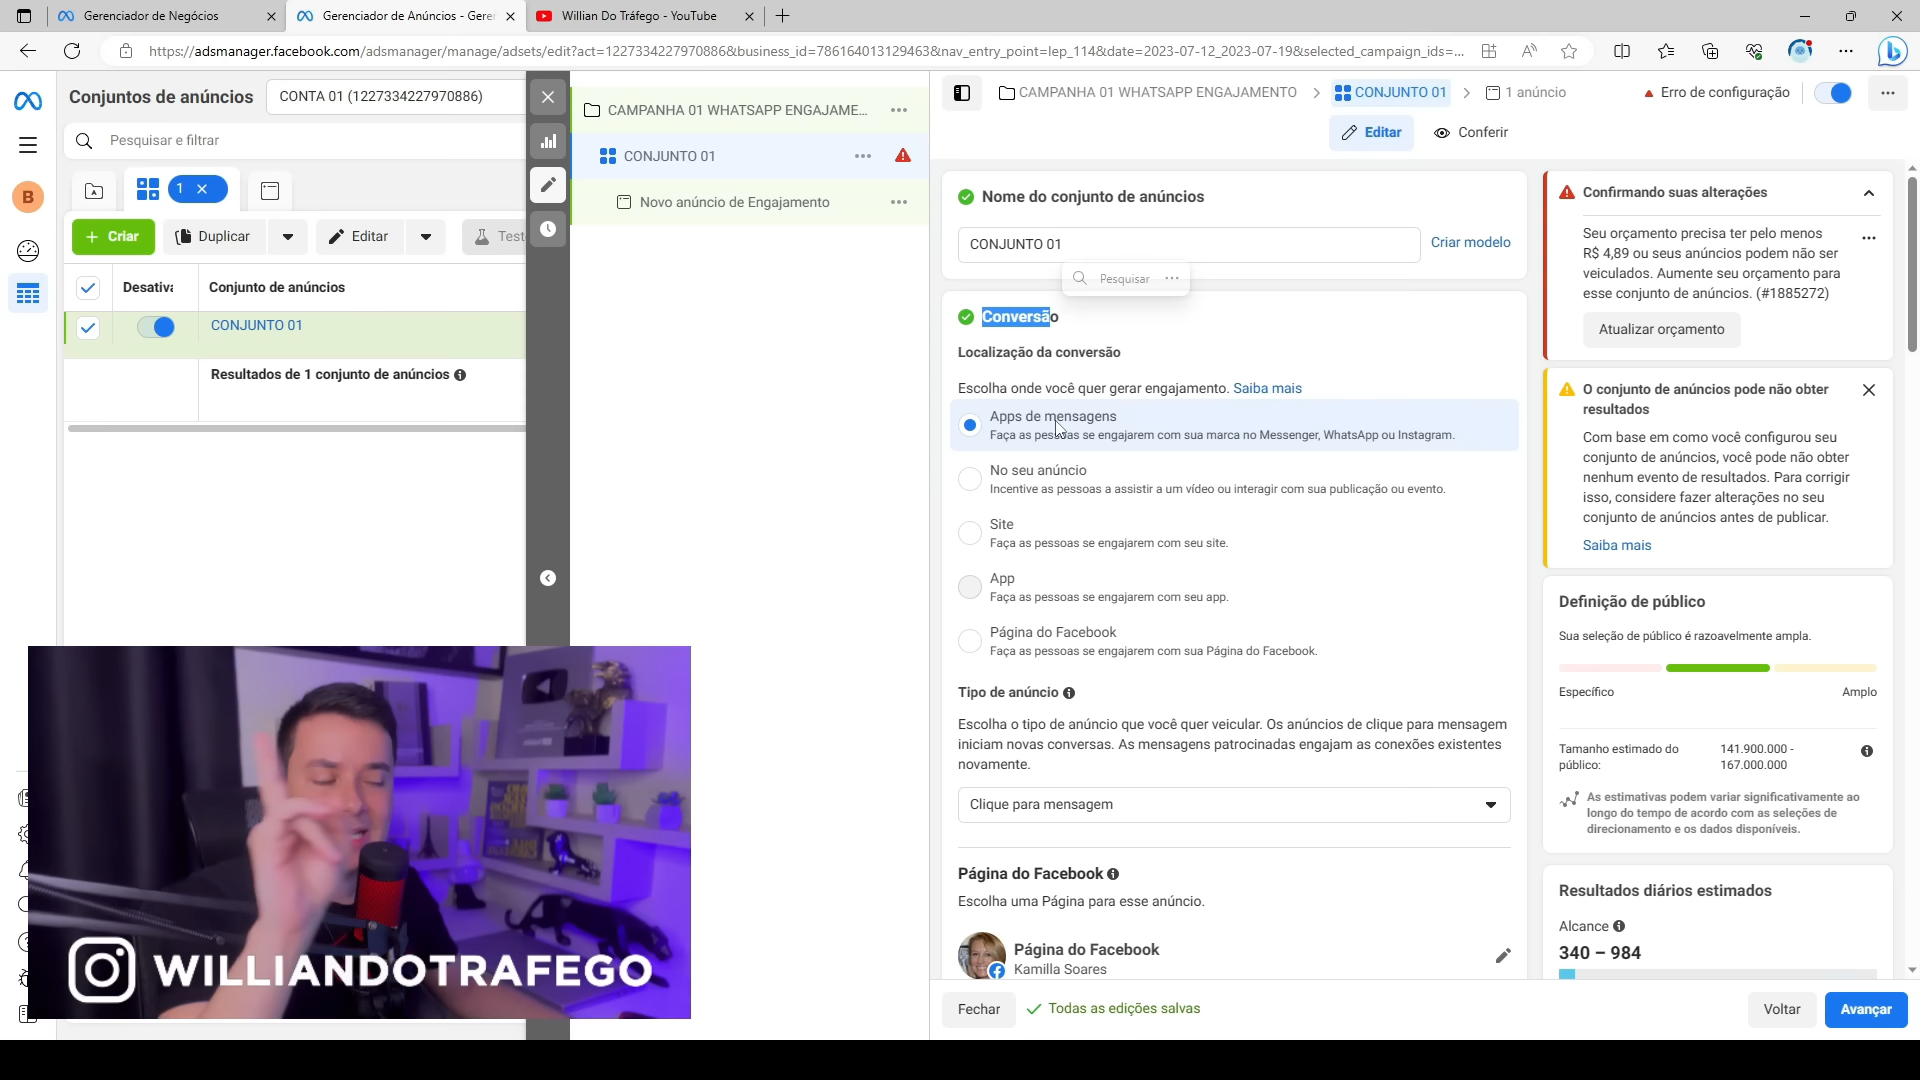 Gerenciador de Negócios
Gerenciador de Anúncios - Geren
Willian Do Tráfego - YouTube
https://adsmanager.facebook.com/adsmanager/manage/adsets/edit?act=1227334227970886&business_id=786164013129463&nav_entry_point=lep_114&date=2023-07-12_2023-07-19&selected_campaign_ids=...
Conjuntos de anúncios
CONTA 01 (1227334227970886)
Pesquisar e filtrar
B
1
+ Criar
Duplicar
Editar
Test
Desativa
Conjunto de anúncios
CONJUNTO 01
Resultados de 1 conjunto de anúncios
CAMPANHA 01 WHATSAPP ENGAJAME...
CONJUNTO 01
Novo anúncio de Engajamento
CAMPANHA 01 WHATSAPP ENGAJAMENTO
CONJUNTO 01
1 anúncio
Erro de configuração
Editar
Conferir
Nome do conjunto de anúncios
CONJUNTO 01
Criar modelo
Pesquisar
Conversão
Localização da conversão
Escolha onde você quer gerar engajamento. Saiba mais
Apps de mensagens
Faça as pessoas se engajarem com sua marca no Messenger, WhatsApp ou Instagram.
No seu anúncio
Incentive as pessoas a assistir a um vídeo ou interagir com sua publicação ou evento.
Site
Faça as pessoas se engajarem com seu site.
App
Faça as pessoas se engajarem com seu app.
Página do Facebook
Faça as pessoas se engajarem com sua Página do Facebook.
Tipo de anúncio
Escolha o tipo de anúncio que você quer veicular. Os anúncios de clique para mensagem
iniciam novas conversas. As mensagens patrocinadas engajam as conexões existentes
novamente.
Clique para mensagem
Página do Facebook
Escolha uma Página para esse anúncio.
Página do Facebook
Kamilla Soares
Fechar
Todas as edições salvas
Voltar
Avançar
Confirmando suas alterações
Seu orçamento precisa ter pelo menos
R$ 4,89 ou seus anúncios podem não ser
veiculados. Aumente seu orçamento para
esse conjunto de anúncios. (#1885272)
Atualizar orçamento
O conjunto de anúncios pode não obter
resultados
Com base em como você configurou seu
conjunto de anúncios, você pode não obter
nenhum evento de resultados. Para corrigir
isso, considere fazer alterações no seu
conjunto de anúncios antes de publicar.
Saiba mais
Definição de público
Sua seleção de público é razoavelmente ampla.
Específico
Amplo
Tamanho estimado do
público:
141.900.000 -
167.000.000
As estimativas podem variar significativamente ao
longo do tempo de acordo com as seleções de
direcionamento e os dados disponíveis.
Resultados diários estimados
Alcance
340 – 984
WILLIANDOTRAFEGO